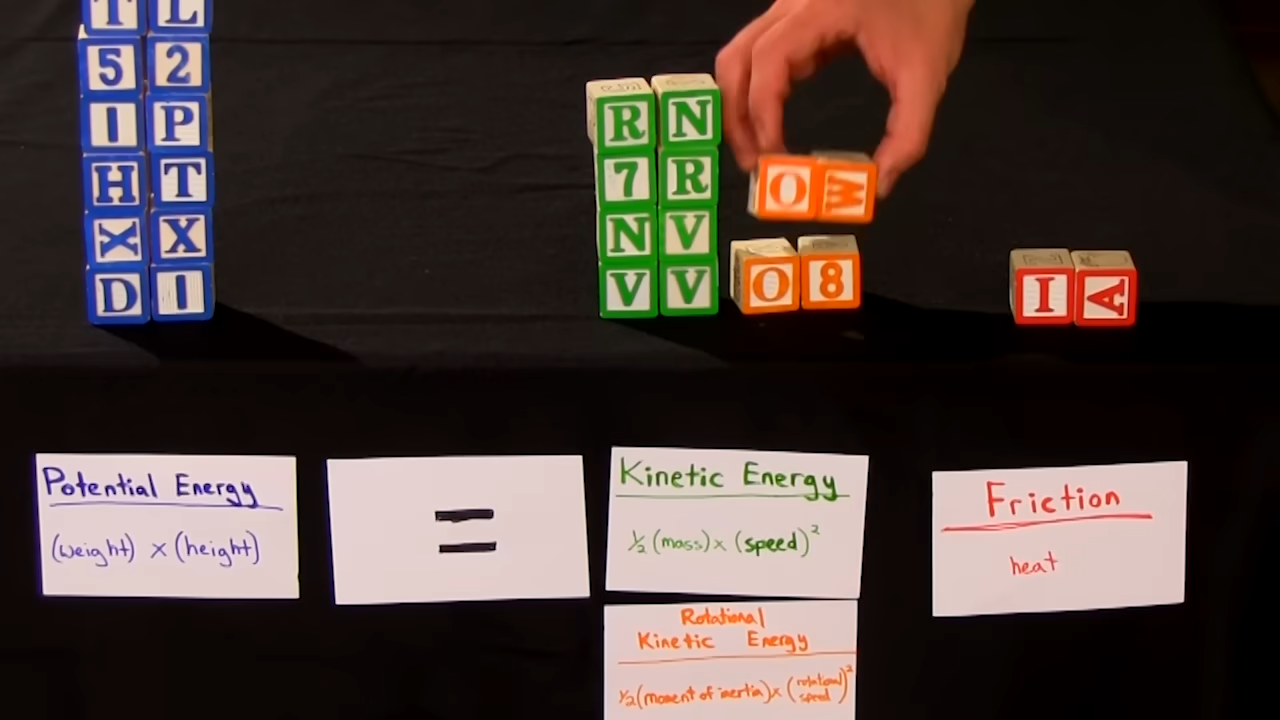 T L
5 2
I P
H T
X X
D I
R N
7 R
N V
V V
O W
O 8
I A
Potential Energy
(weight) x (height)
=
Kinetic Energy
½ (mass) x (speed)²
Rotational
Kinetic Energy
½ (moment of inertia) x (rotational speed)²
Friction
heat